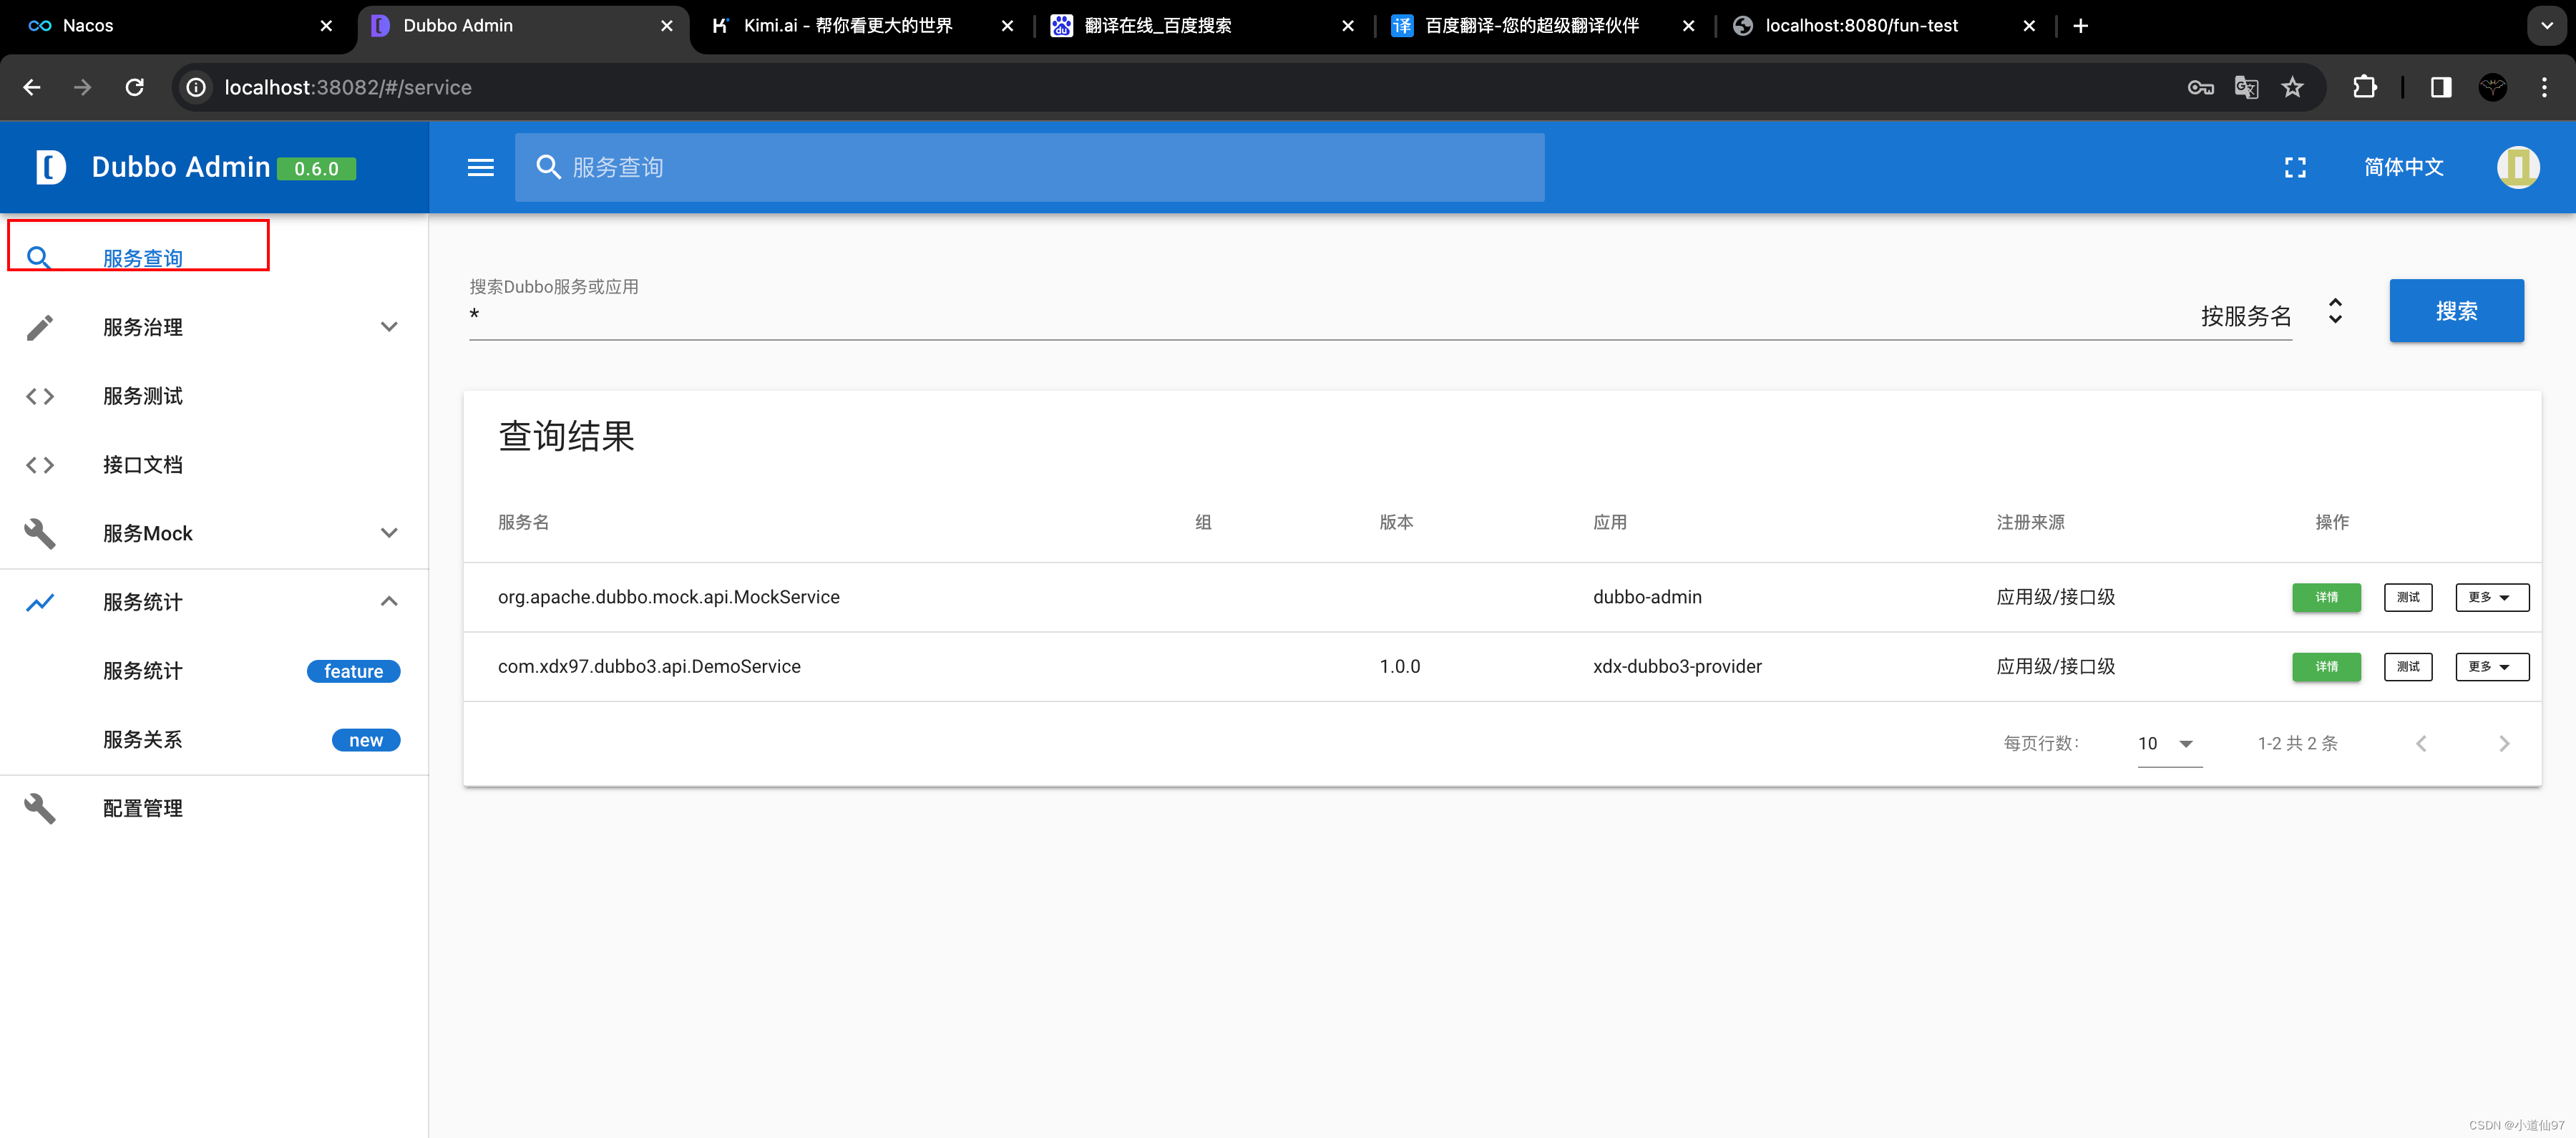 Nacos
Dubbo Admin
Kimi.ai - 帮你看更大的世界
翻译在线_百度搜索
百度翻译-您的超级翻译伙伴
localhost:8080/fun-test
localhost:38082/#/service
Dubbo Admin 0.6.0
服务查询
简体中文
服务查询
服务治理
服务测试
接口文档
服务Mock
服务统计
服务统计 feature
服务关系 new
配置管理
搜索Dubbo服务或应用
* 按服务名 搜索
查询结果
服务名 组 版本 应用 注册来源 操作
org.apache.dubbo.mock.api.MockService dubbo-admin 应用级/接口级 详情 测试 更多
com.xdx97.dubbo3.api.DemoService 1.0.0 xdx-dubbo3-provider 应用级/接口级 详情 测试 更多
每页行数: 10 1-2 共 2 条
CSDN @小道仙97